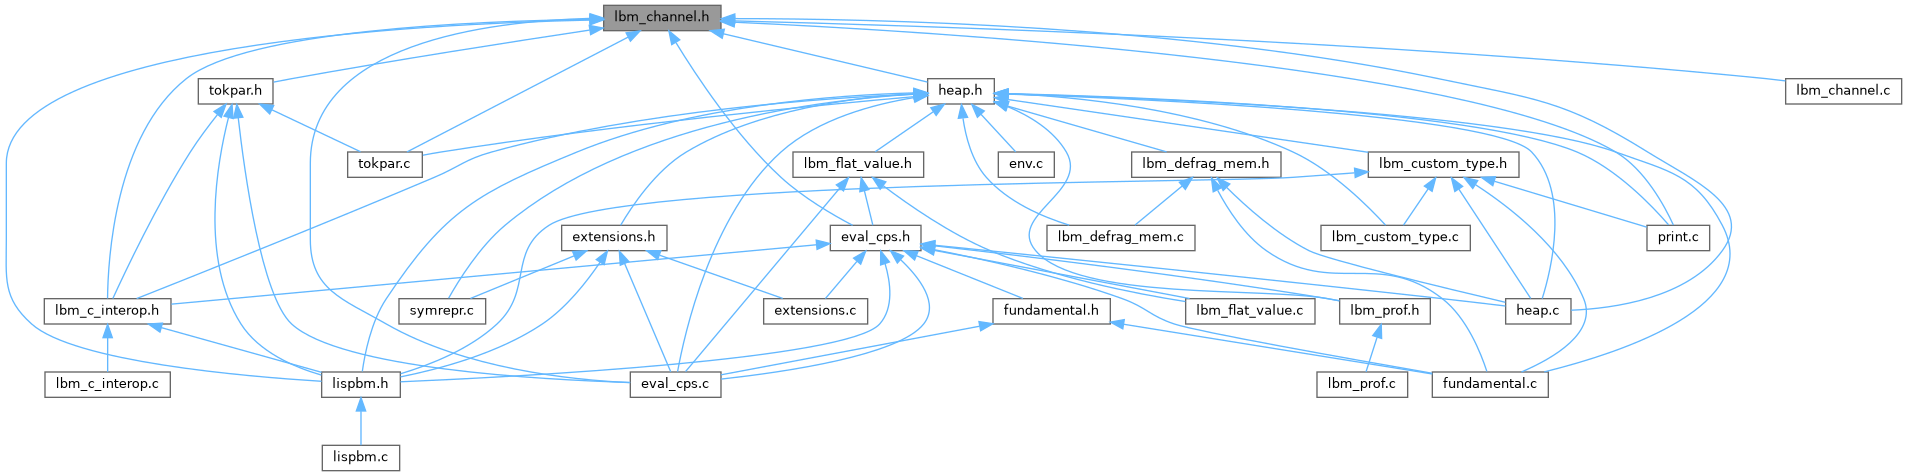 lbm_channel.h
tokpar.h
heap.h
lbm_channel.c
tokpar.c
lbm_flat_value.h
env.c
lbm_defrag_mem.h
lbm_custom_type.h
extensions.h
eval_cps.h
lbm_defrag_mem.c
lbm_custom_type.c
print.c
lbm_c_interop.h
symrepr.c
extensions.c
fundamental.h
lbm_flat_value.c
lbm_prof.h
heap.c
lbm_c_interop.c
lispbm.h
eval_cps.c
lbm_prof.c
fundamental.c
lispbm.c